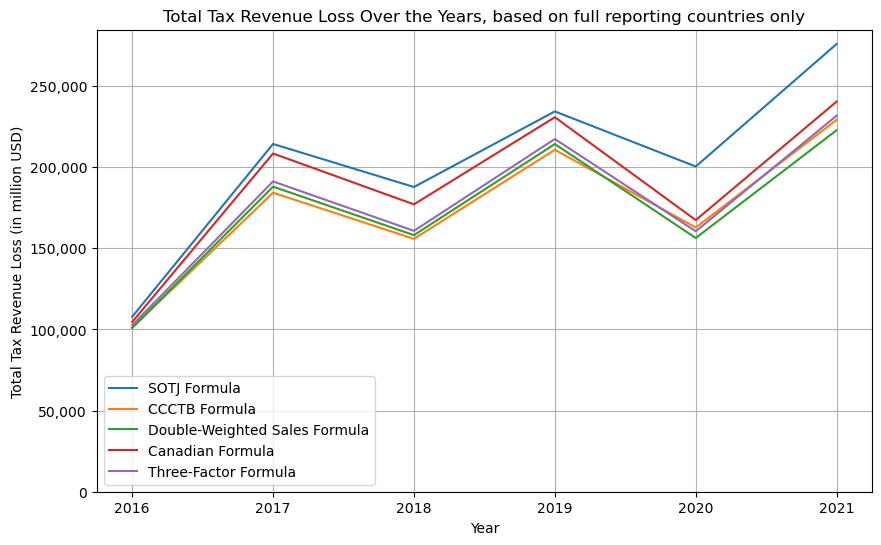 Total Tax Revenue Loss Over the Years, based on full reporting countries only
Total Tax Revenue Loss (in million USD)
250,000
200,000
150,000
100,000
50,000
0
SOTJ Formula
CCCTB Formula
Double-Weighted Sales Formula
Canadian Formula
Three-Factor Formula
2016 2017 2018 2019 2020 2021
Year